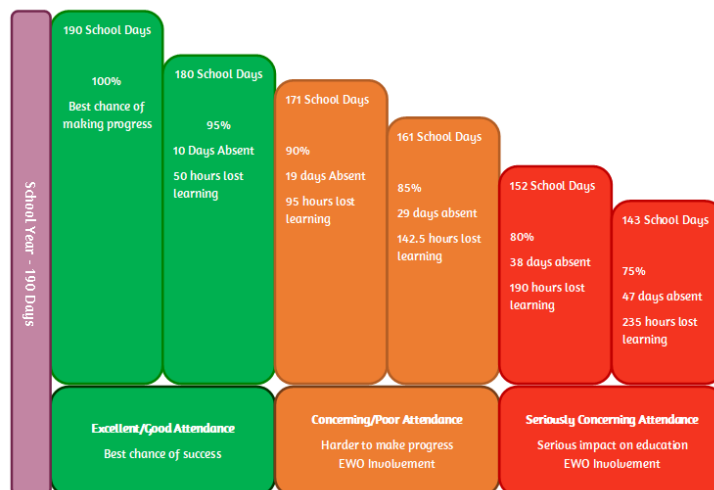 School Year - 190 Days
190 School Days
100%
Best chance of
making progress
180 School Days
95%
10 Days Absent
50 hours lost
learning
171 School Days
90%
19 days Absent
95 hours lost
learning
161 School Days
85%
29 days absent
142.5 hours lost
learning
152 School Days
80%
38 days absent
190 hours lost
learning
143 School Days
75%
47 days absent
235 hours lost
learning
Excellent/Good Attendance
Best chance of success
Concerning/Poor Attendance
Harder to make progress
EWO Involvement
Seriously Concerning Attendance
Serious impact on education
EWO Involvement